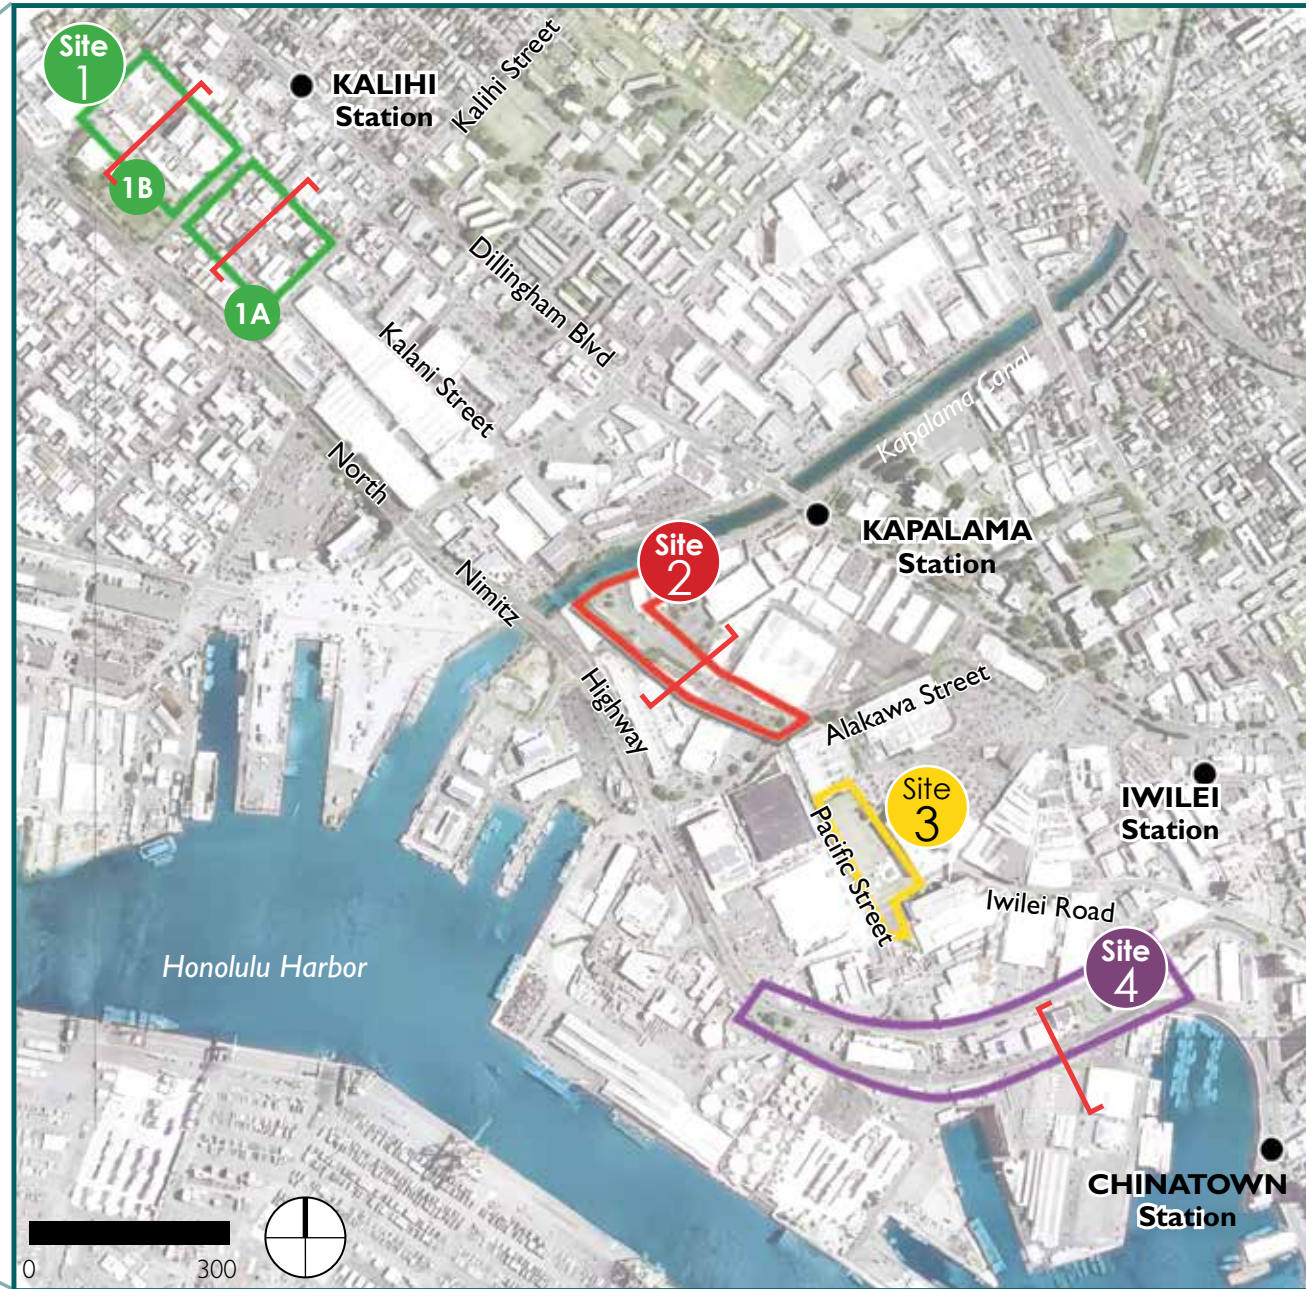 Site
1
KALIHI
Station
Kalihi Street
1B
1A
Dillingham Blvd
Kalani Street
Kapalama Canal
North
Nimitz
Highway
KAPALAMA
Station
Site
2
Alakawa Street
IWILEI
Station
Site
3
Pacific Street
Iwilei Road
Site
4
Honolulu Harbor
CHINATOWN
Station
0 300